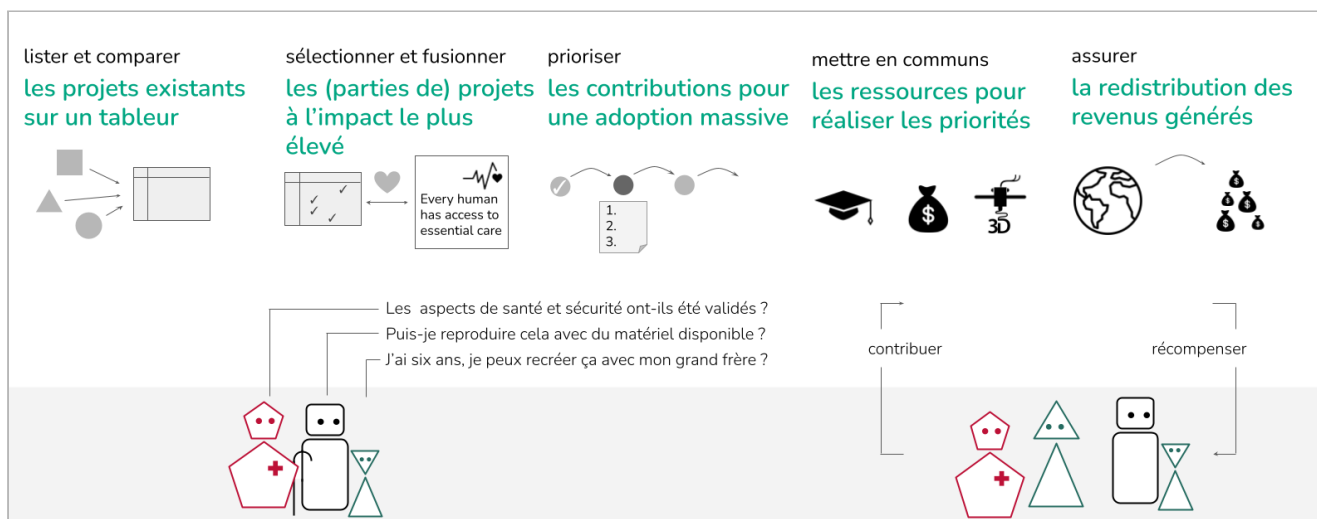 lister et comparer
les projets existants
sur un tableur
sélectionner et fusionner
les (parties de) projets
à l'impact le plus
élevé
Every human
has access to
essential care
prioriser
les contributions pour
une adoption massive
1.
2.
3.
mettre en communs
les ressources pour
réaliser les priorités
$
3D
assurer
la redistribution des
revenus générés
$
$
$
$
$
$
Les aspects de santé et sécurité ont-ils été validés ?
Puis-je reproduire cela avec du matériel disponible ?
J'ai six ans, je peux recréer ça avec mon grand frère ?
contribuer
récompenser